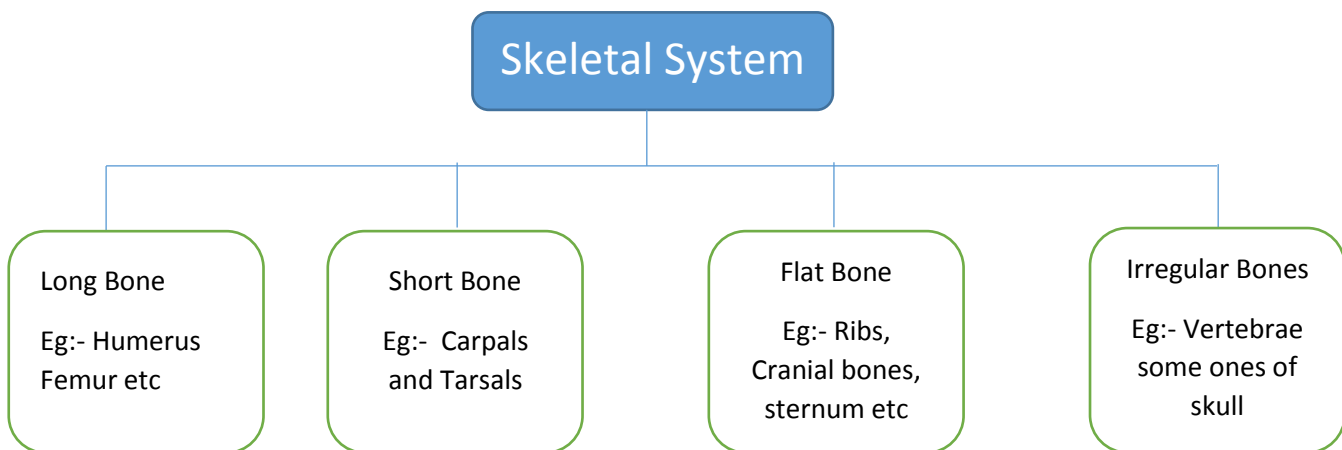 Skeletal System
Long Bone
Eg:- Humerus
Femur etc
Short Bone
Eg:- Carpals
and Tarsals
Flat Bone
Eg:- Ribs,
Cranial bones,
sternum etc
Irregular Bones
Eg:- Vertebrae
some ones of
skull